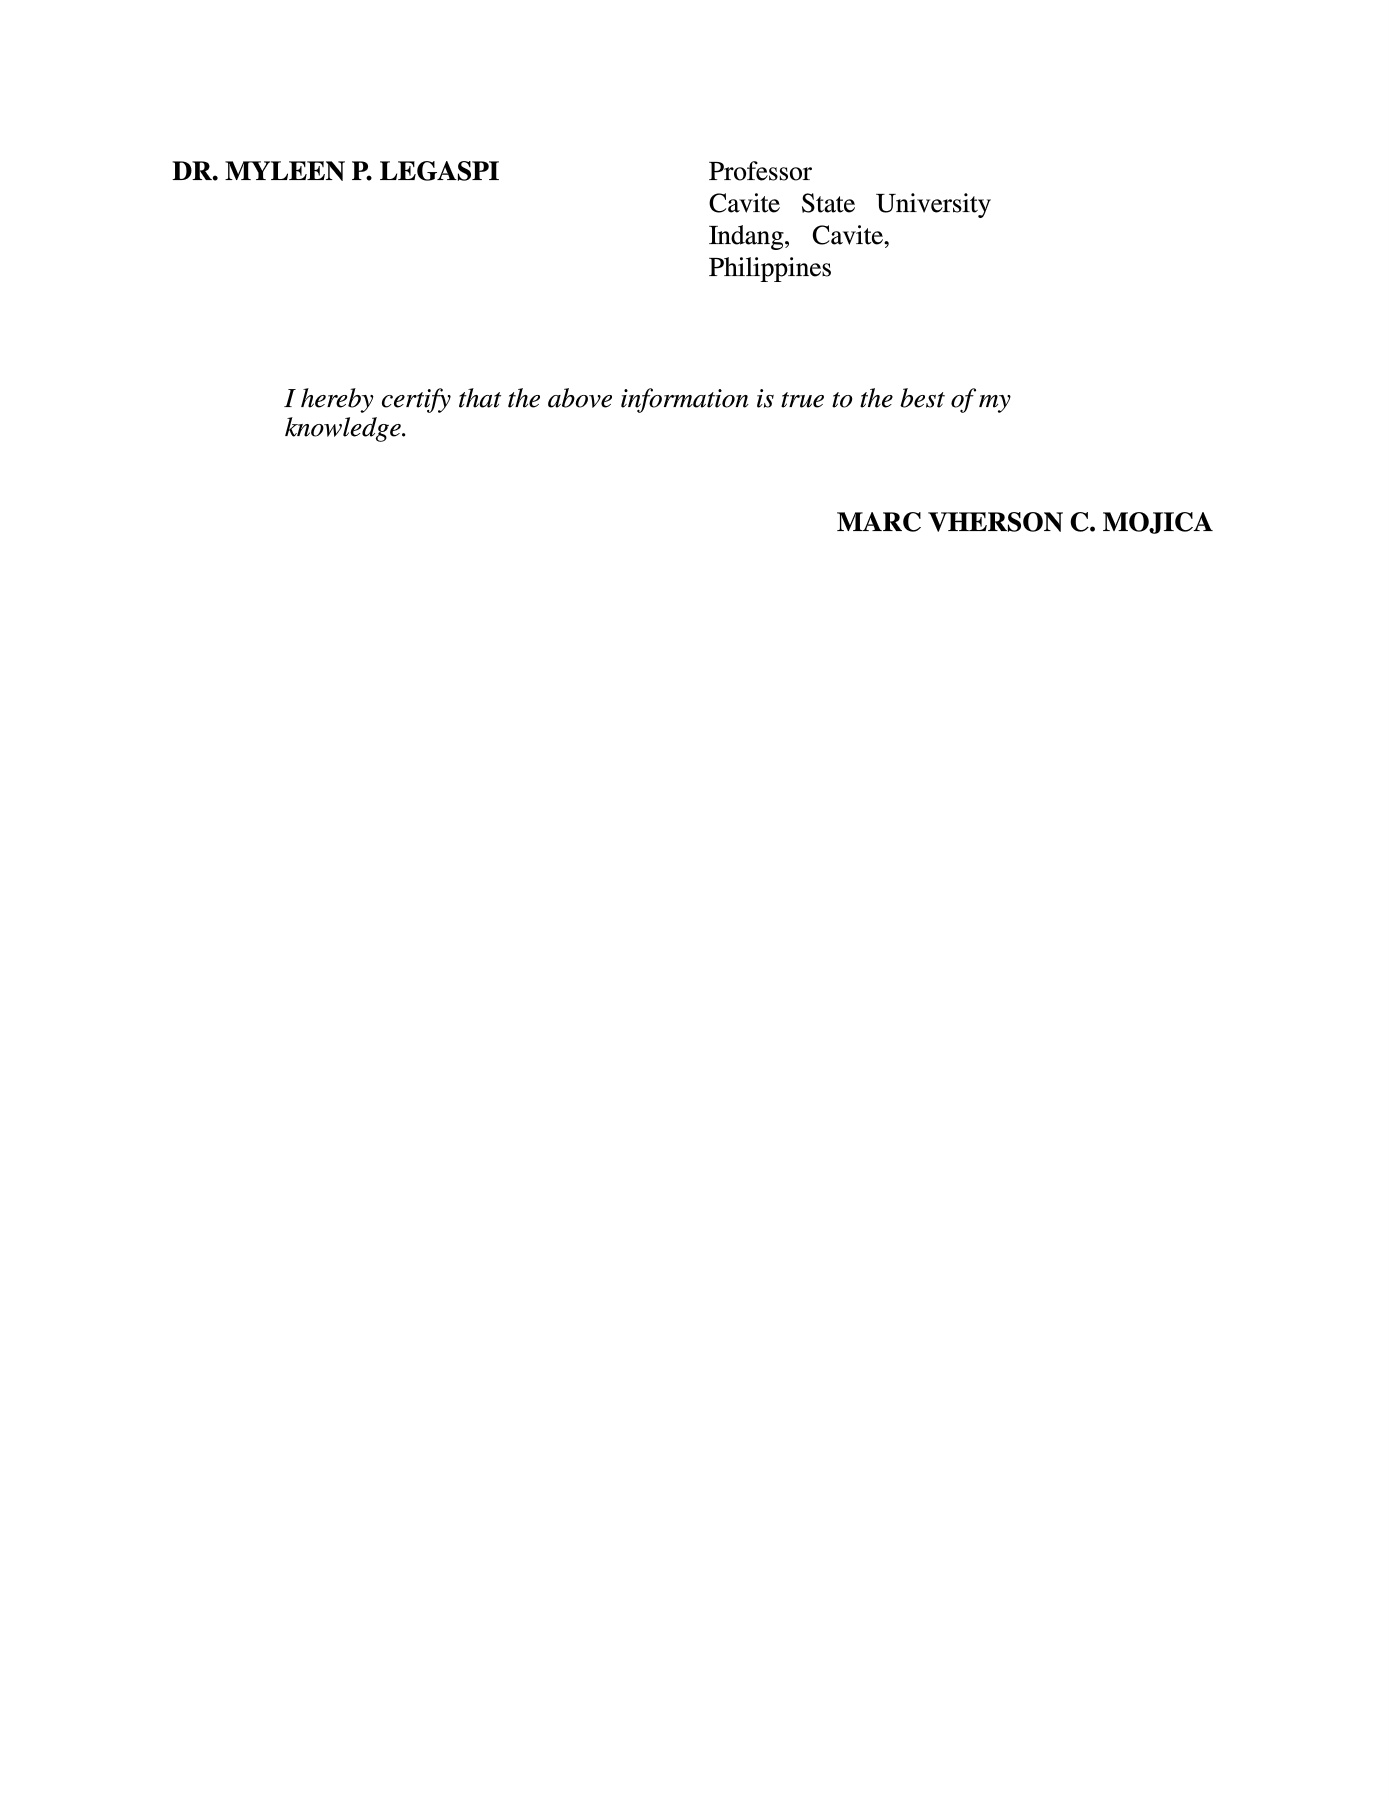 DR. MYLEEN P. LEGASPI
Professor
Cavite State University
Indang, Cavite,
Philippines
I hereby certify that the above information is true to the best of my
knowledge.
MARC VHERSON C. MOJICA